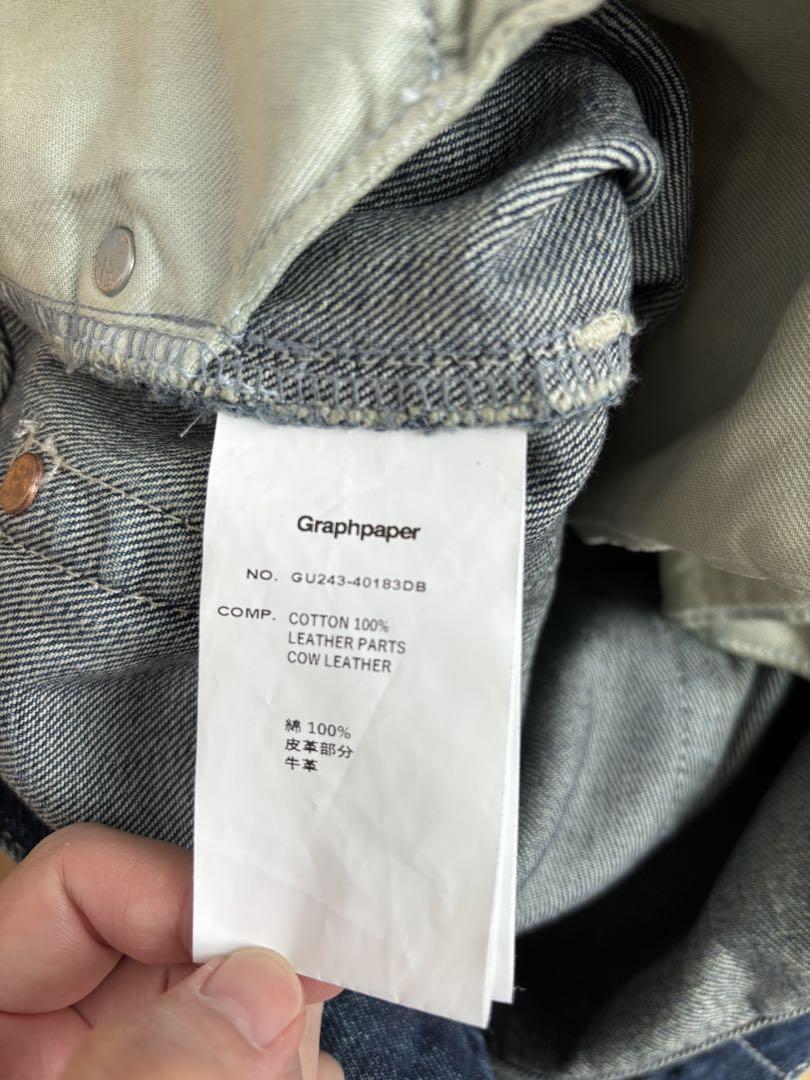 Graphpaper
NO. GU243-40183DB
COMP. COTTON 100%
LEATHER PARTS
COW LEATHER
綿 100%
皮革部分
牛革